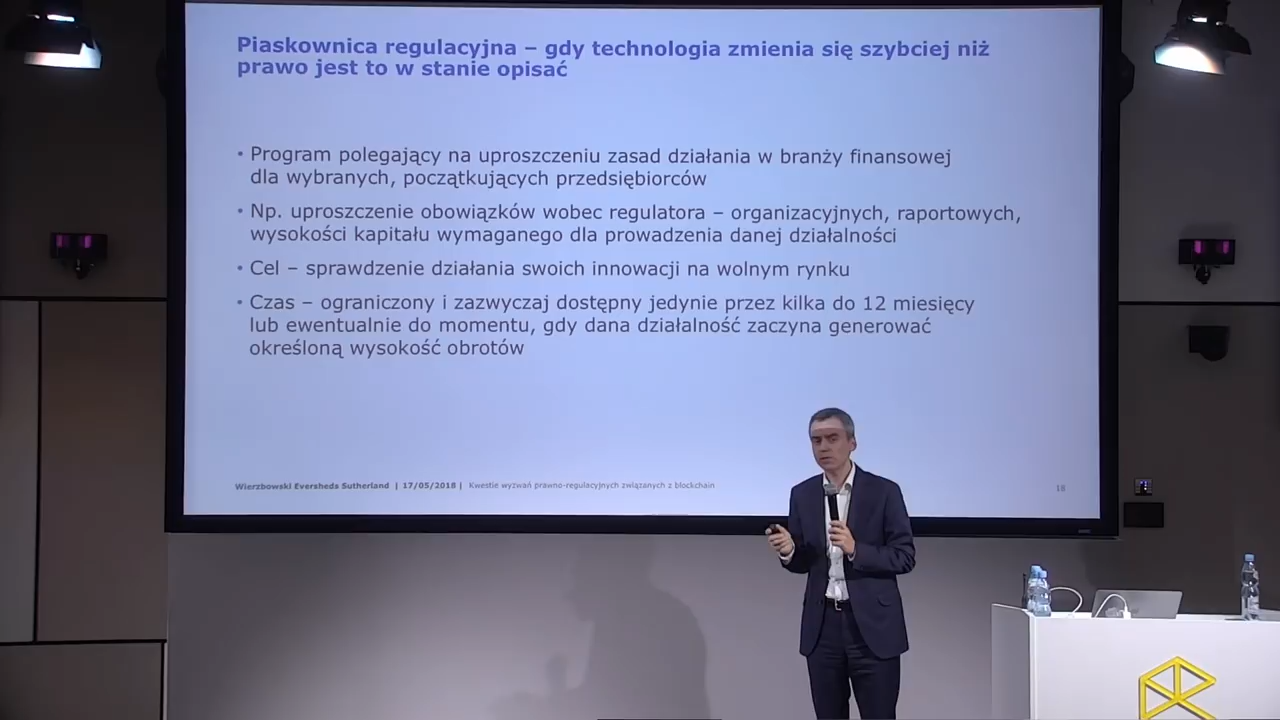 Piaskownica regulacyjna – gdy technologia zmienia się szybciej niż
prawo jest to w stanie opisać
• Program polegający na uproszczeniu zasad działania w branży finansowej
dla wybranych, początkujących przedsiębiorców
• Np. uproszczenie obowiązków wobec regulatora – organizacyjnych, raportowych,
wysokości kapitału wymaganego dla prowadzenia danej działalności
• Cel – sprawdzenie działania swoich innowacji na wolnym rynku
• Czas – ograniczony i zazwyczaj dostępny jedynie przez kilka do 12 miesięcy
lub ewentualnie do momentu, gdy dana działalność zaczyna generować
określoną wysokość obrotów
Wierzbowski Eversheds Sutherland | 17/05/2018 | Kwestie wyzwań prawno-regulacyjnych związanych z blockchain
18